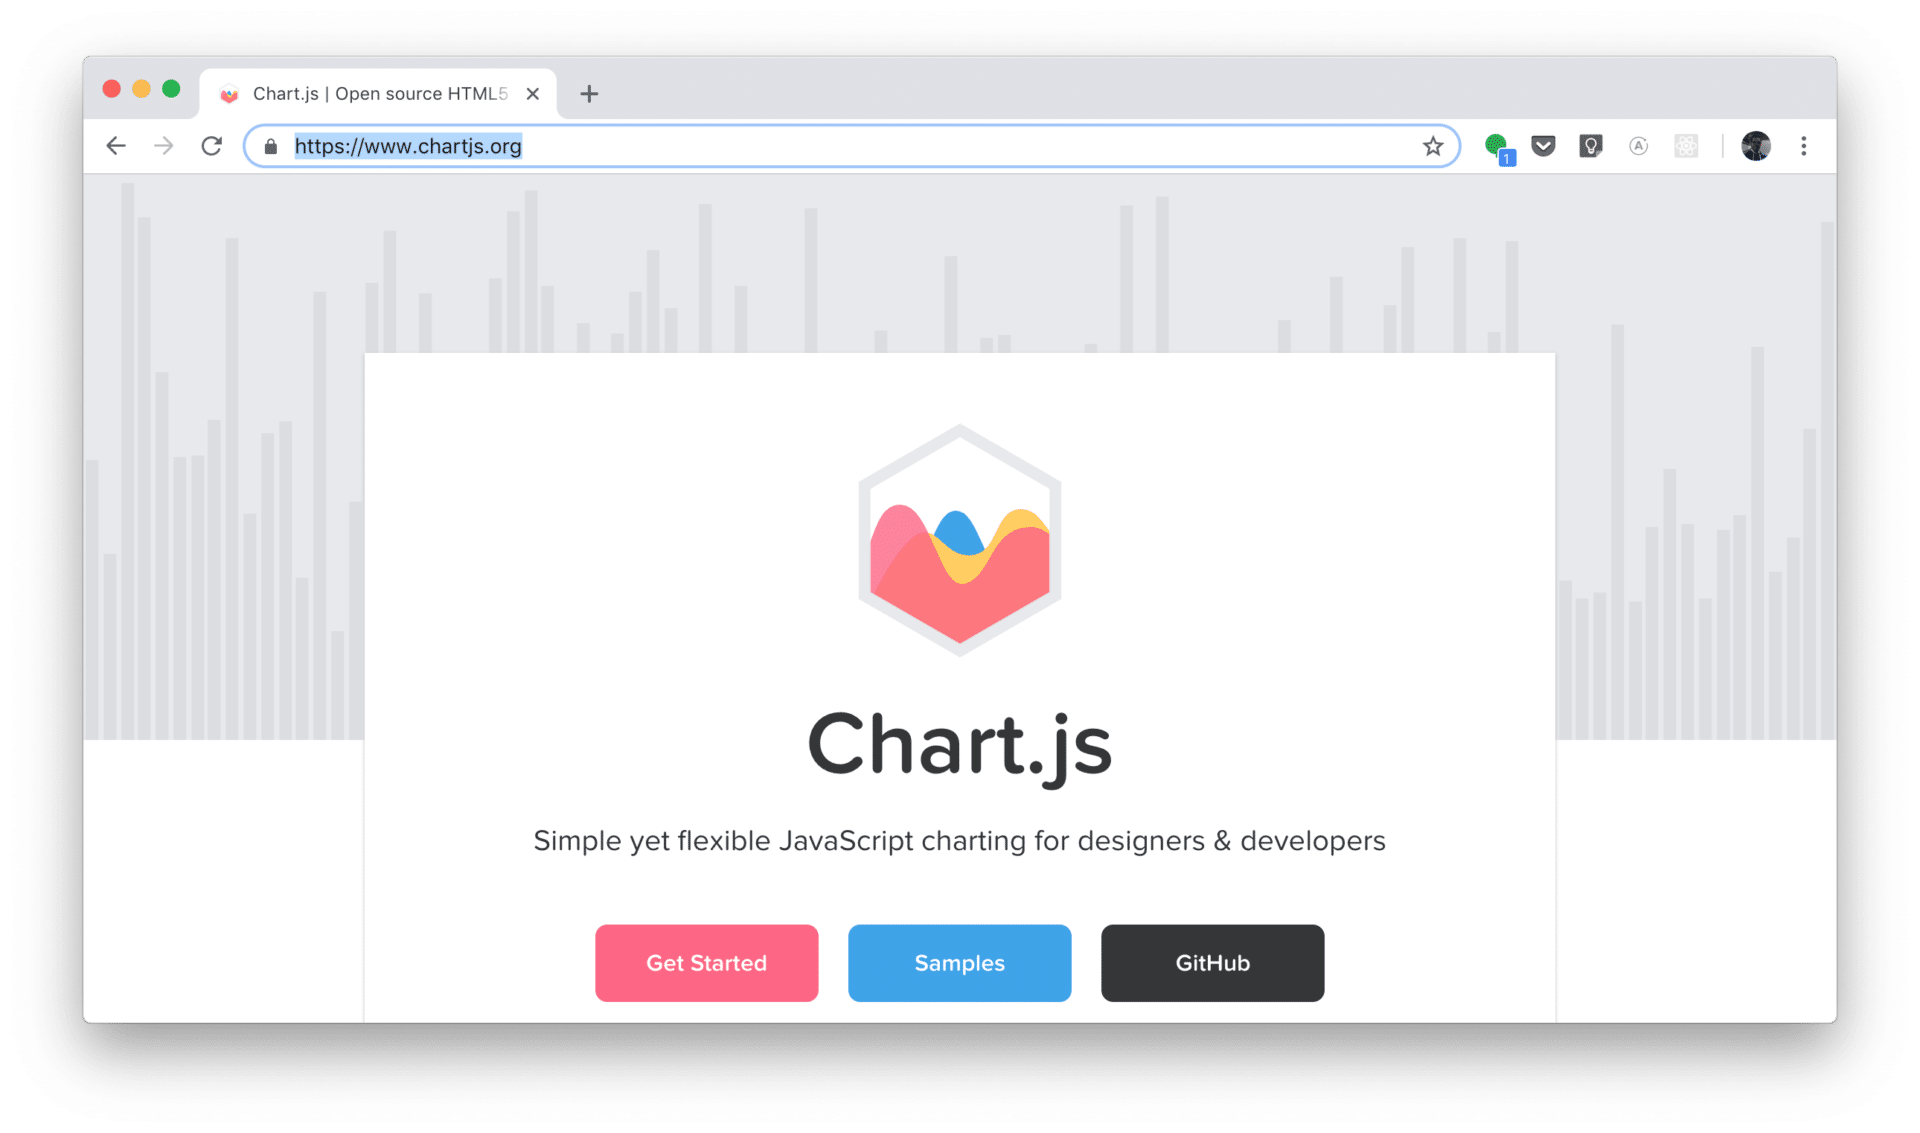 Chart.js | Open source HTML5
https://www.chartjs.org
1
A
Chart.js
Simple yet flexible JavaScript charting for designers & developers
Get Started
Samples
GitHub